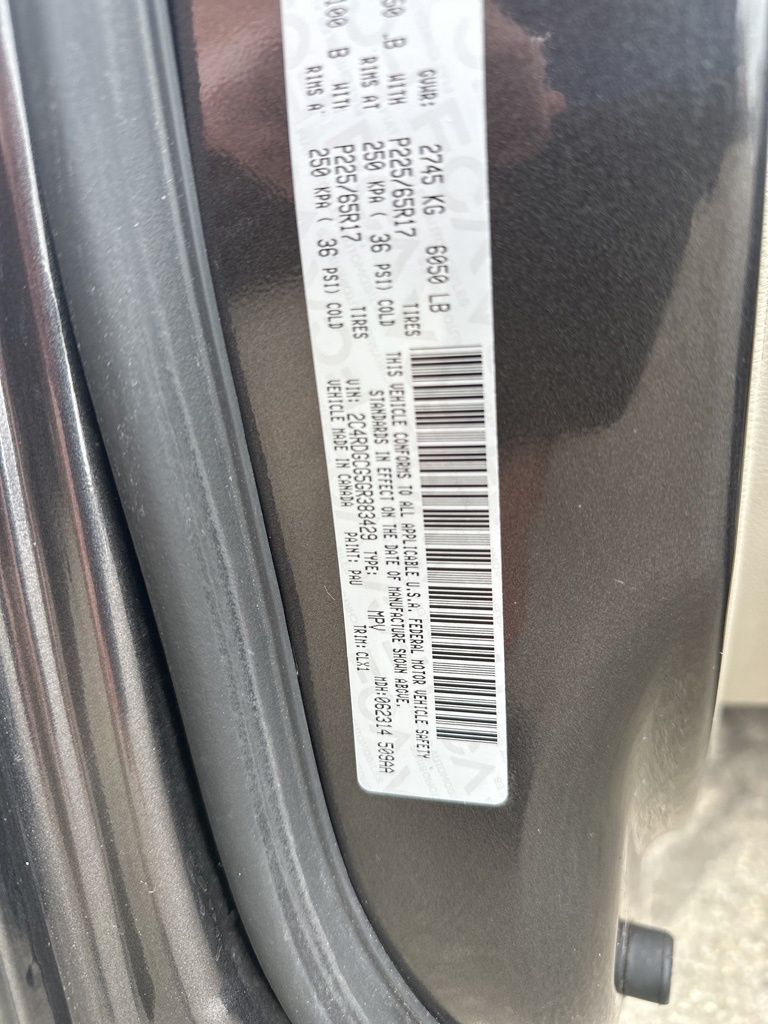 GVWR: 2745 KG 6050 LB
WITH P225/65R17 TIRES
RIMS AT 250 KPA ( 36 PSI) COLD
100 B WITH P225/65R17 TIRES
RIMS A 250 KPA ( 36 PSI) COLD
THIS VEHICLE CONFORMS TO ALL APPLICABLE U.S.A. FEDERAL MOTOR VEHICLE SAFETY
STANDARDS IN EFFECT ON THE DATE OF MANUFACTURE SHOWN ABOVE.
VIN: 2C4RDGCG5GR383429 TYPE: MPV MDH:062314 509AA
VEHICLE MADE IN CANADA PAINT: PAU TRIM:CLX1